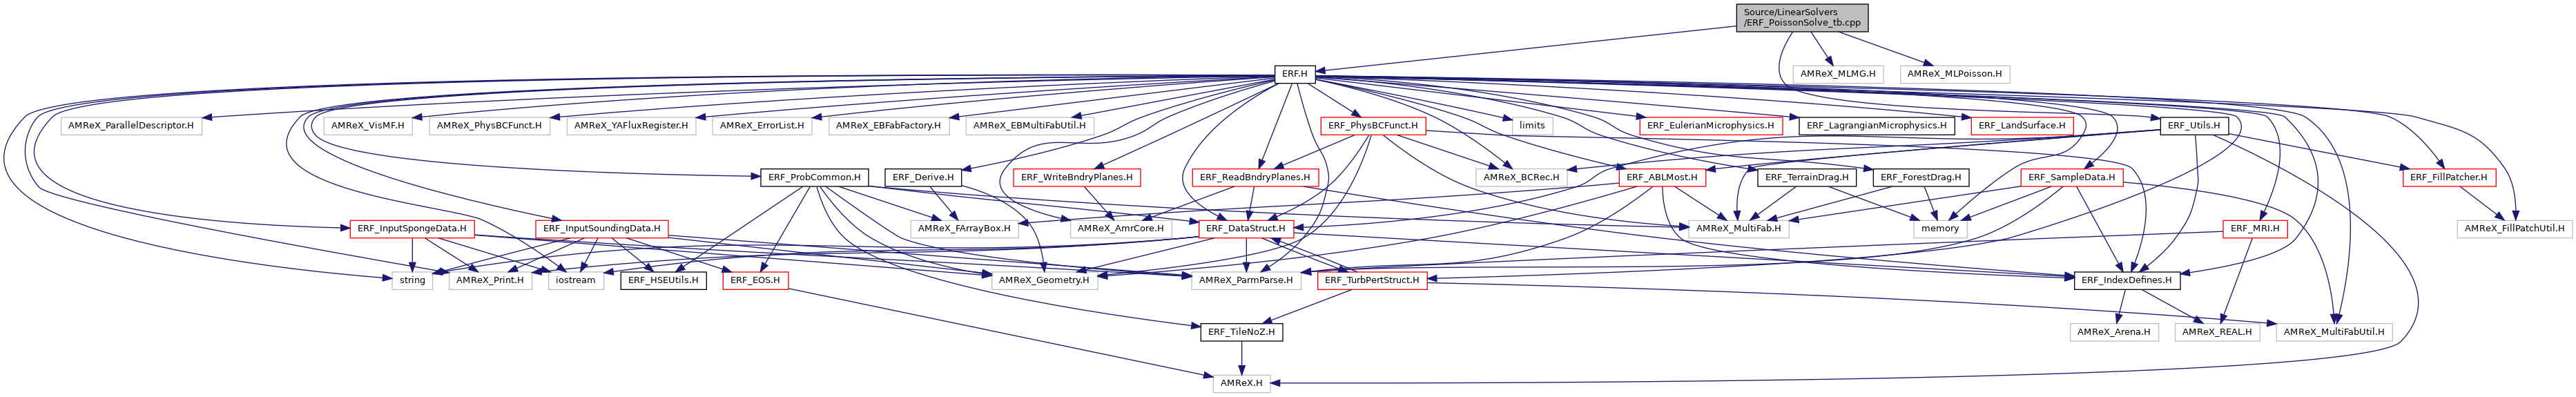 Source/LinearSolvers
/ERF_PoissonSolve_tb.cpp
ERF.H
AMReX_MLMG.H
AMReX_MLPoisson.H
AMReX_ParallelDescriptor.H
AMReX_VisMF.H
AMReX_PhysBCFunct.H
AMReX_YAFluxRegister.H
AMReX_ErrorList.H
AMReX_EBFabFactory.H
AMReX_EBMultiFabUtil.H
ERF_PhysBCFunct.H
limits
ERF_EulerianMicrophysics.H
ERF_LagrangianMicrophysics.H
ERF_LandSurface.H
ERF_Utils.H
ERF_ProbCommon.H
ERF_Derive.H
ERF_WriteBndryPlanes.H
ERF_ReadBndryPlanes.H
ERF_ABLMost.H
AMReX_BCRec.H
ERF_TerrainDrag.H
ERF_ForestDrag.H
ERF_SampleData.H
ERF_FillPatcher.H
ERF_InputSpongeData.H
ERF_InputSoundingData.H
AMReX_FArrayBox.H
AMReX_AmrCore.H
ERF_DataStruct.H
AMReX_MultiFab.H
memory
ERF_MRI.H
AMReX_FillPatchUtil.H
string
AMReX_Print.H
iostream
ERF_HSEUtils.H
ERF_EOS.H
AMReX_Geometry.H
AMReX_ParmParse.H
ERF_TurbPertStruct.H
ERF_IndexDefines.H
ERF_TileNoZ.H
AMReX_Arena.H
AMReX_REAL.H
AMReX_MultiFabUtil.H
AMReX.H